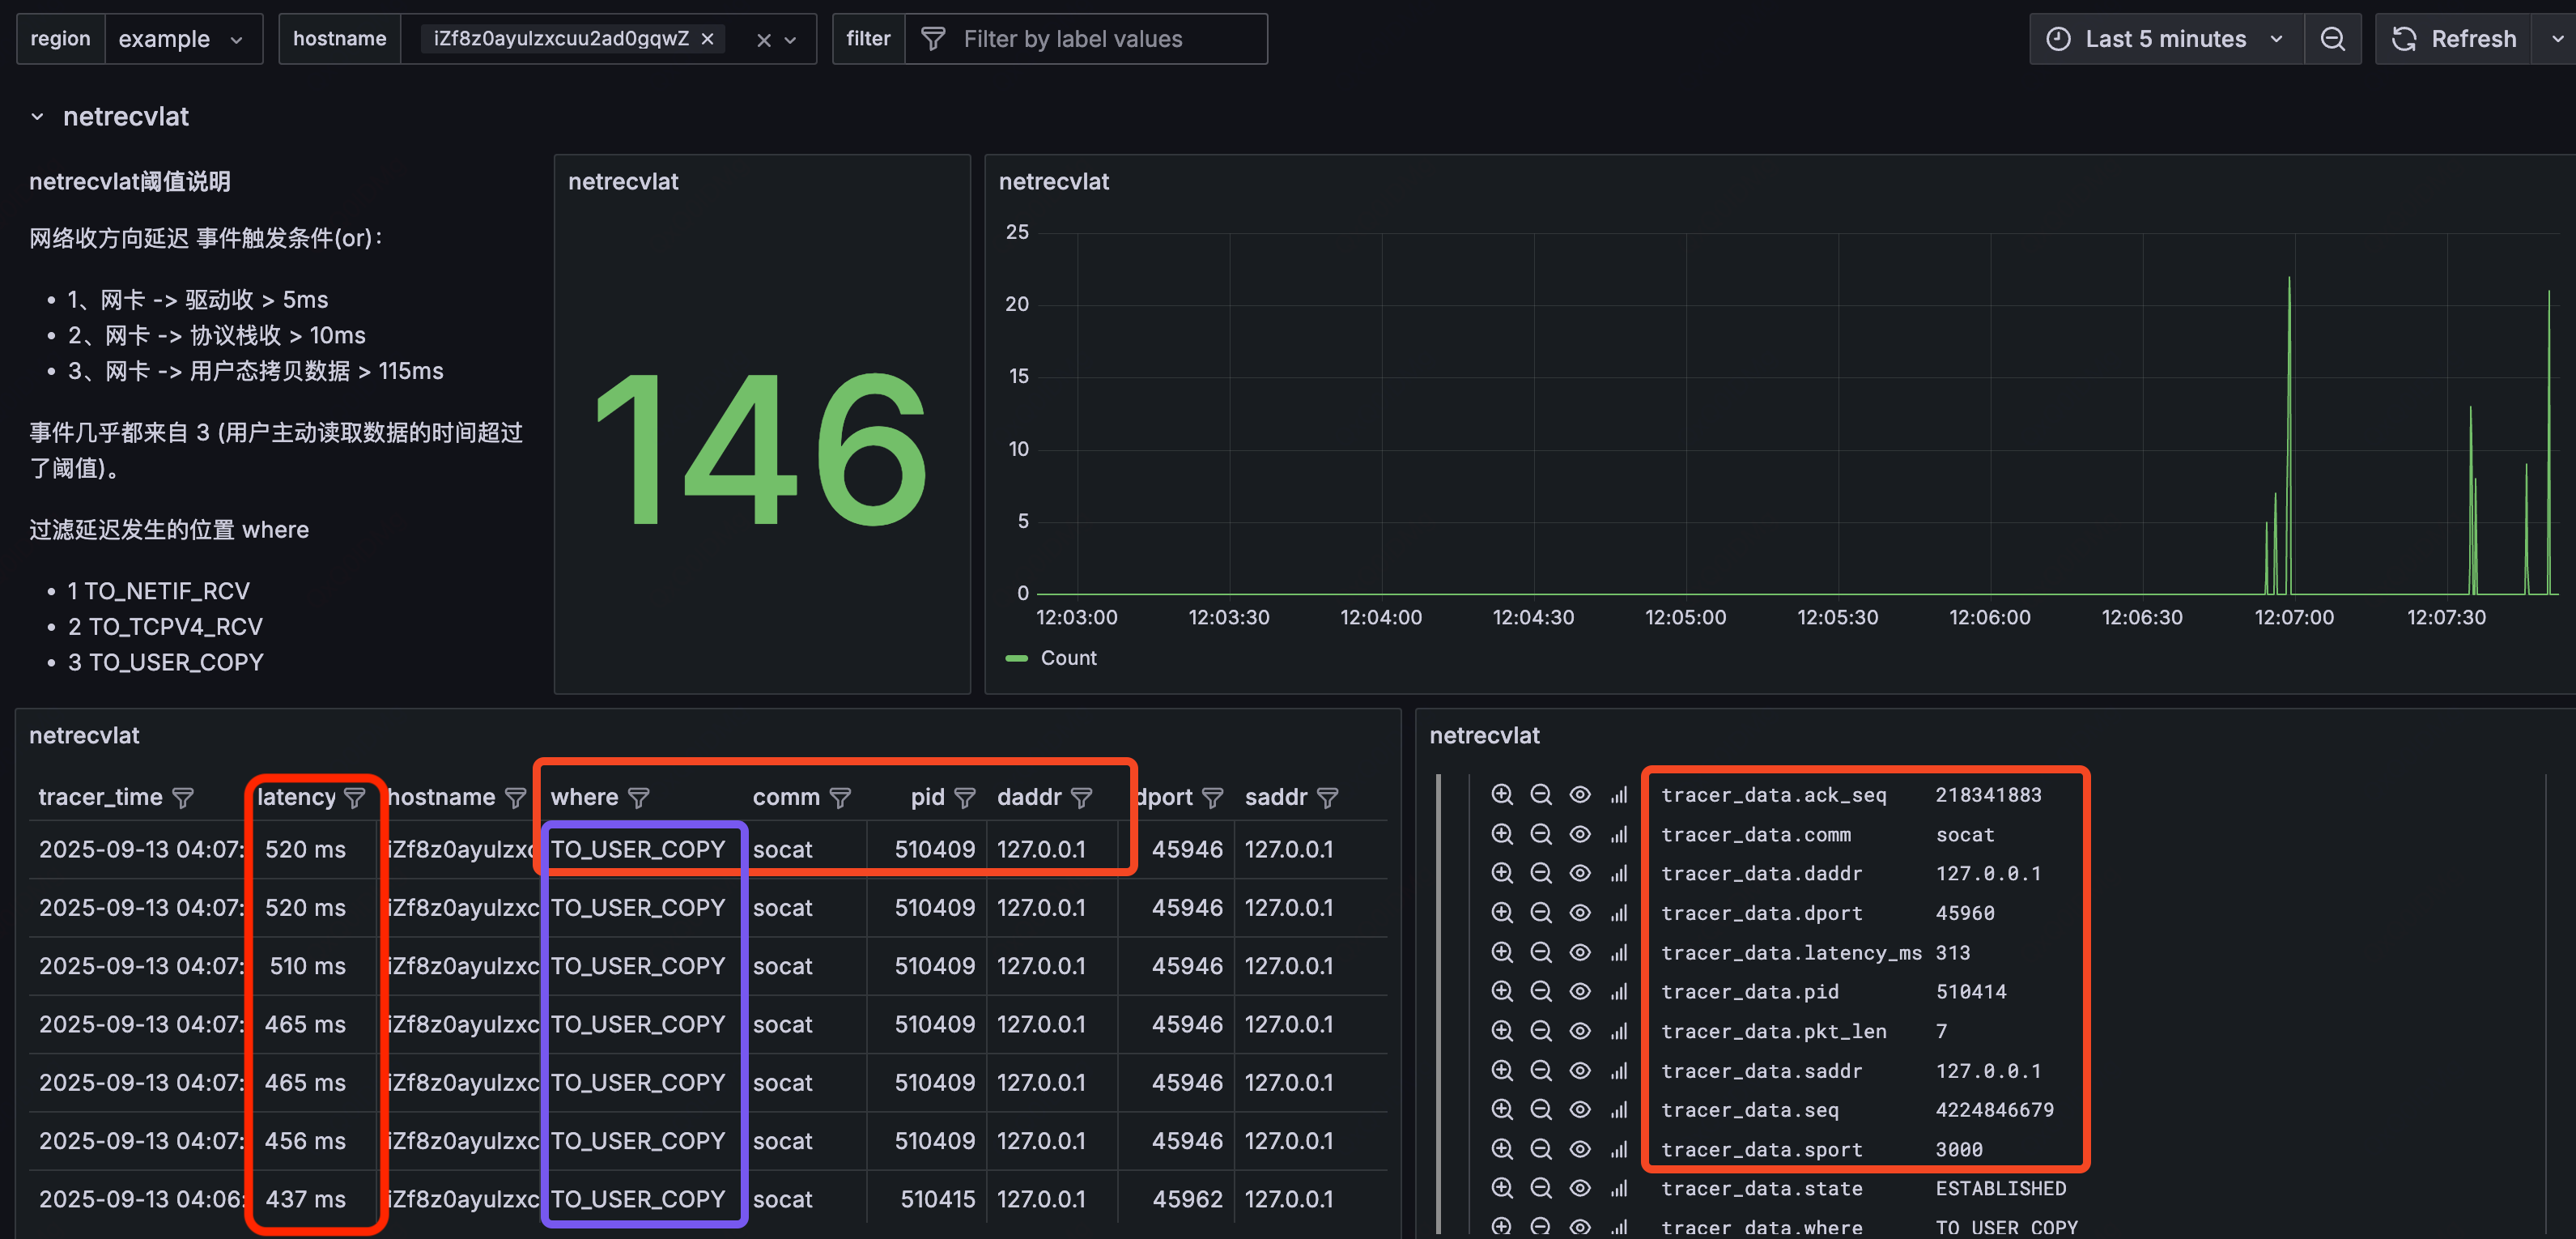 region example hostname iZf8z0ayulzxcuu2ad0gqwZ filter Filter by label values Last 5 minutes Refresh
netrecvlat
netrecvlat阈值说明
网络收方向延迟 事件触发条件(or)：
• 1、网卡 -> 驱动收 > 5ms
• 2、网卡 -> 协议栈收 > 10ms
• 3、网卡 -> 用户态拷贝数据 > 115ms
事件几乎都来自 3 (用户主动读取数据的时间超过
了阈值)。
过滤延迟发生的位置 where
• 1 TO_NETIF_RCV
• 2 TO_TCPV4_RCV
• 3 TO_USER_COPY
netrecvlat
146
netrecvlat
25
20
15
10
5
0
12:03:00 12:03:30 12:04:00 12:04:30 12:05:00 12:05:30 12:06:00 12:06:30 12:07:00 12:07:30
Count
netrecvlat
tracer_time latency hostname where comm pid daddr dport saddr
2025-09-13 04:07: 520 ms iZf8z0ayulzxc TO_USER_COPY socat 510409 127.0.0.1 45946 127.0.0.1
2025-09-13 04:07: 520 ms iZf8z0ayulzxc TO_USER_COPY socat 510409 127.0.0.1 45946 127.0.0.1
2025-09-13 04:07: 510 ms iZf8z0ayulzxc TO_USER_COPY socat 510409 127.0.0.1 45946 127.0.0.1
2025-09-13 04:07: 465 ms iZf8z0ayulzxc TO_USER_COPY socat 510409 127.0.0.1 45946 127.0.0.1
2025-09-13 04:07: 465 ms iZf8z0ayulzxc TO_USER_COPY socat 510409 127.0.0.1 45946 127.0.0.1
2025-09-13 04:07: 456 ms iZf8z0ayulzxc TO_USER_COPY socat 510409 127.0.0.1 45946 127.0.0.1
2025-09-13 04:06: 437 ms iZf8z0ayulzxc TO_USER_COPY socat 510415 127.0.0.1 45962 127.0.0.1
netrecvlat
tracer_data.ack_seq 218341883
tracer_data.comm socat
tracer_data.daddr 127.0.0.1
tracer_data.dport 45960
tracer_data.latency_ms 313
tracer_data.pid 510414
tracer_data.pkt_len 7
tracer_data.saddr 127.0.0.1
tracer_data.seq 4224846679
tracer_data.sport 3000
tracer_data.state ESTABLISHED
tracer_data.where TO_USER_COPY